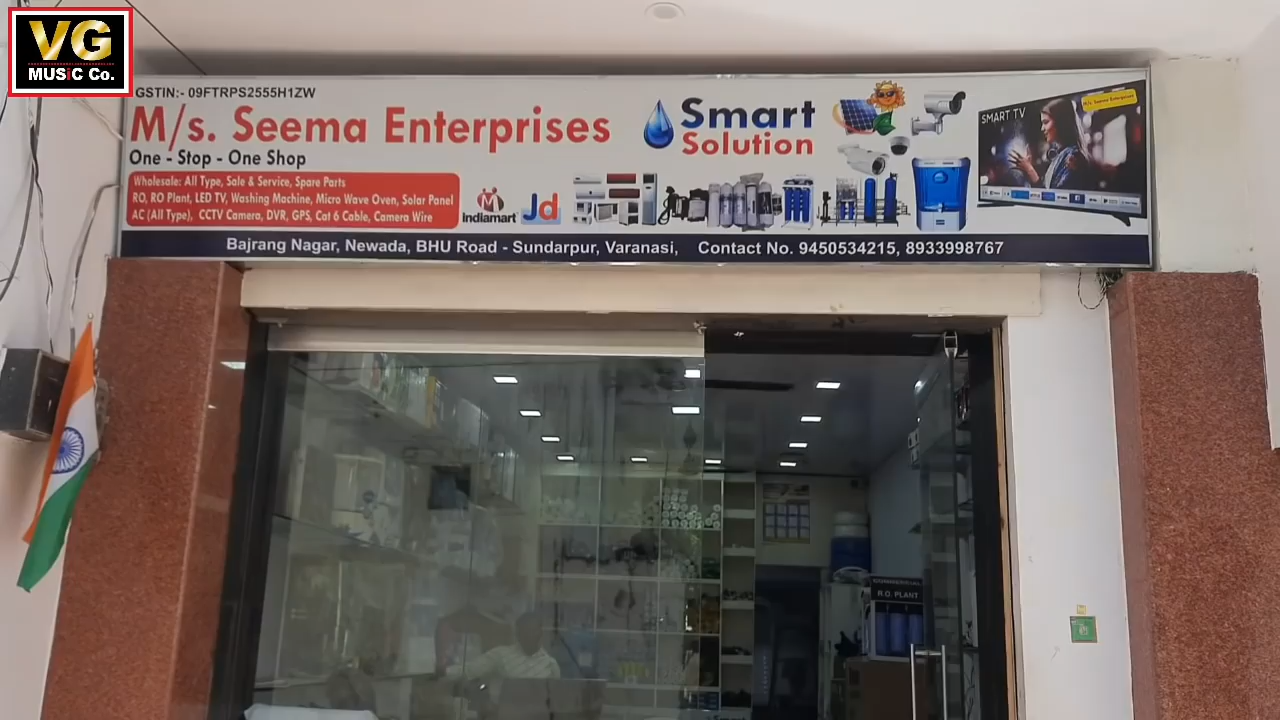 VG
MUSiC Co.
GSTIN:- 09FTRPS2555H1ZW
M/s. Seema Enterprises
One - Stop - One Shop
Wholesale: All Type, Sale & Service, Spare Parts
RO, RO Plant, LED TV, Washing Machine, Micro Wave Oven, Solar Panel
AC (All Type), CCTV Camera, DVR, GPS, Cat 6 Cable, Camera Wire
indiamart
Jd
Smart
Solution
SMART TV
M/s. Seema Enterprises
Bajrang Nagar, Newada, BHU Road - Sundarpur, Varanasi, Contact No. 9450534215, 8933998767
COMMERCIAL
R.O. PLANT